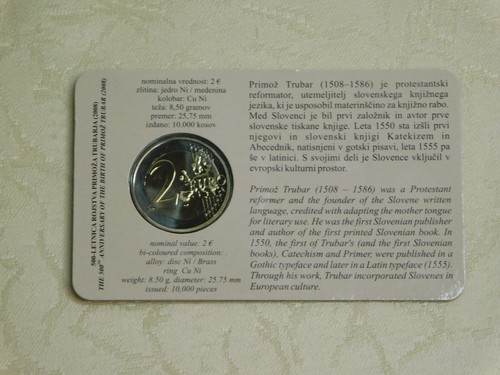 500-LETNICA ROJSTVA PRIMOŽA TRUBARJA (2008)
THE 500th ANNIVERSARY OF THE BIRTH OF PRIMOŽ TRUBAR (2008)
nominalna vrednost: 2 €
zlitina: jedro Ni / medenina
kolobar: Cu Ni
teža: 8,50 gramov
premer: 25,75 mm
izdano: 10.000 kosov
2
nominal value: 2 €
bi-coloured composition:
alloy: disc Ni / Brass
ring Cu Ni
weight: 8.50 g, diameter: 25.75 mm
issued: 10,000 pieces
Primož Trubar (1508–1586) je protestantski
reformator, utemeljitelj slovenskega knjižnega
jezika, ki je usposobil materinščino za knjižno rabo.
Med Slovenci je bil prvi založnik in avtor prve
slovenske tiskane knjige. Leta 1550 sta izšli prvi
njegovi in slovenski knjigi Katekizem in
Abecednik, natisnjeni v gotski pisavi, leta 1555 pa
še v latinici. S svojimi deli je Slovence vključil v
evropski kulturni prostor.
Primož Trubar (1508 – 1586) was a Protestant
reformer and the founder of the Slovene written
language, credited with adapting the mother tongue
for literary use. He was the first Slovenian publisher
and author of the first printed Slovenian book. In
1550, the first of Trubar's (and the first Slovenian
books), Catechism and Primer, were published in a
Gothic typeface and later in a Latin typeface (1555).
Through his work, Trubar incorporated Slovenes in
European culture.